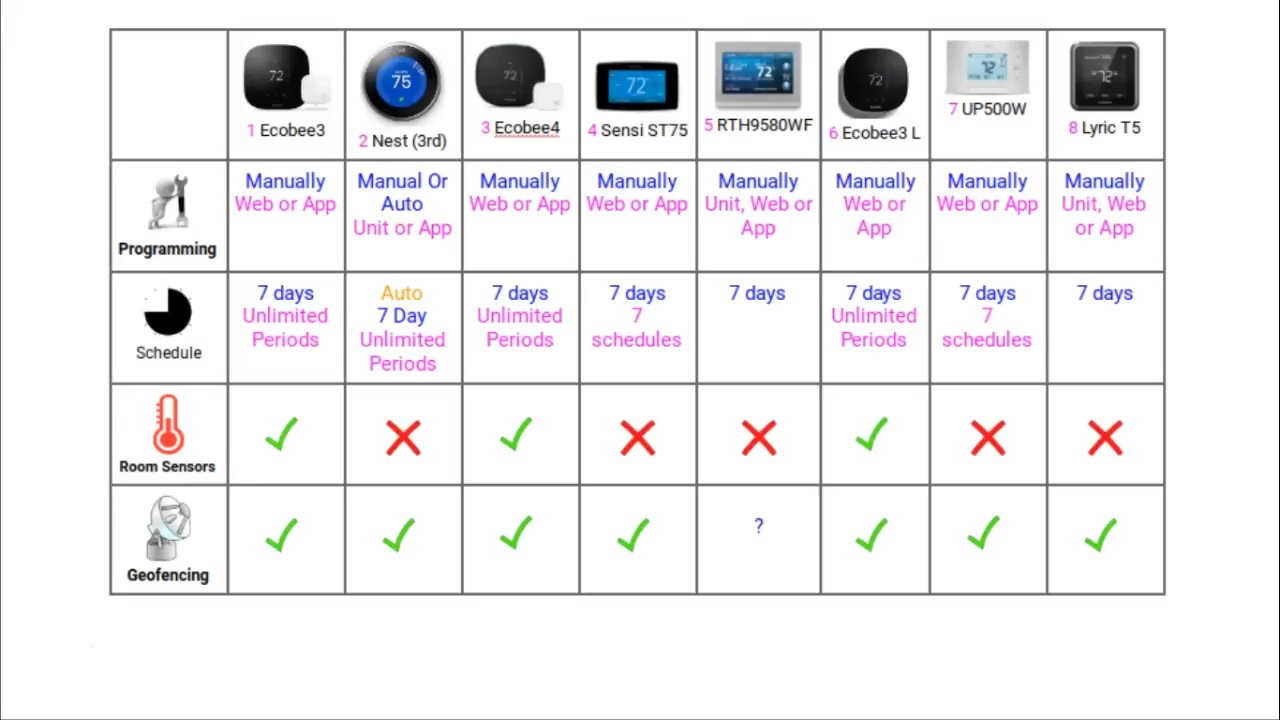 72
75
72
72°
72°
72
72°
72°
1 Ecobee3
2 Nest (3rd)
3 Ecobee4
4 Sensi ST75
5 RTH9580WF
6 Ecobee3 L
7 UP500W
8 Lyric T5
Programming
Manually
Web or App
Manual Or
Auto
Unit or App
Manually
Web or App
Manually
Web or App
Manually
Unit, Web or
App
Manually
Web or
App
Manually
Web or App
Manually
Unit, Web
or App
Schedule
7 days
Unlimited
Periods
Auto
7 Day
Unlimited
Periods
7 days
Unlimited
Periods
7 days
7
schedules
7 days
7 days
Unlimited
Periods
7 days
7
schedules
7 days
Room Sensors
Geofencing
?